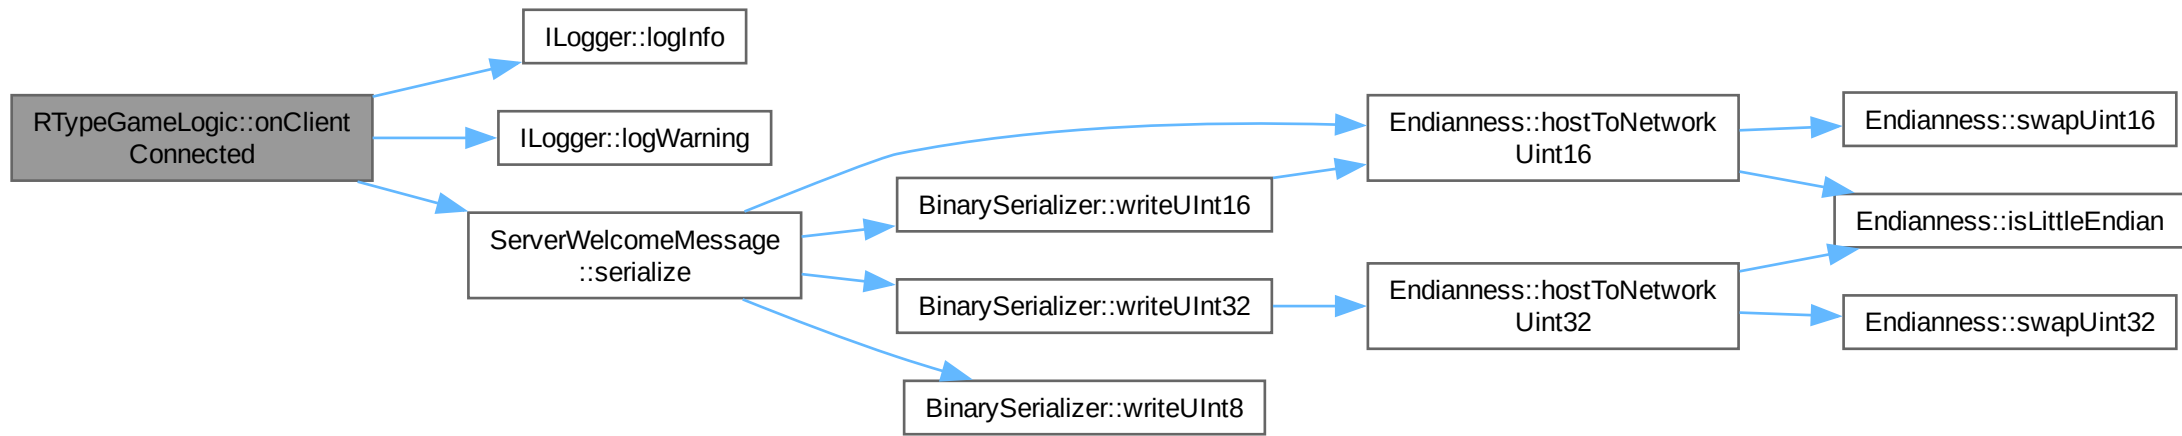 RTypeGameLogic::onClient
Connected
ILogger::logInfo
ILogger::logWarning
ServerWelcomeMessage
::serialize
BinarySerializer::writeUInt16
BinarySerializer::writeUInt32
BinarySerializer::writeUInt8
Endianness::hostToNetwork
Uint16
Endianness::hostToNetwork
Uint32
Endianness::swapUint16
Endianness::isLittleEndian
Endianness::swapUint32